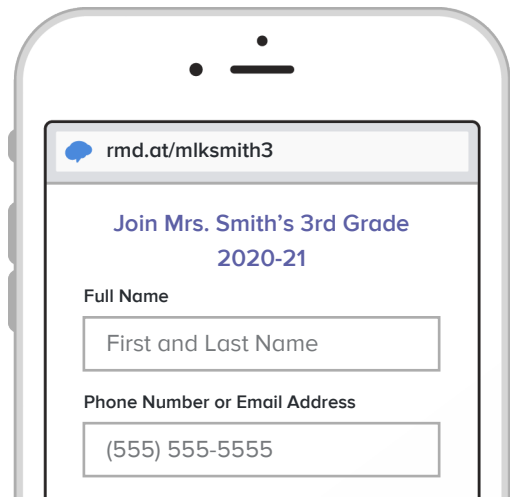 rmd.at/mlksmith3
Join Mrs. Smith's 3rd Grade
2020-21
Full Name
First and Last Name
Phone Number or Email Address
(555) 555-5555